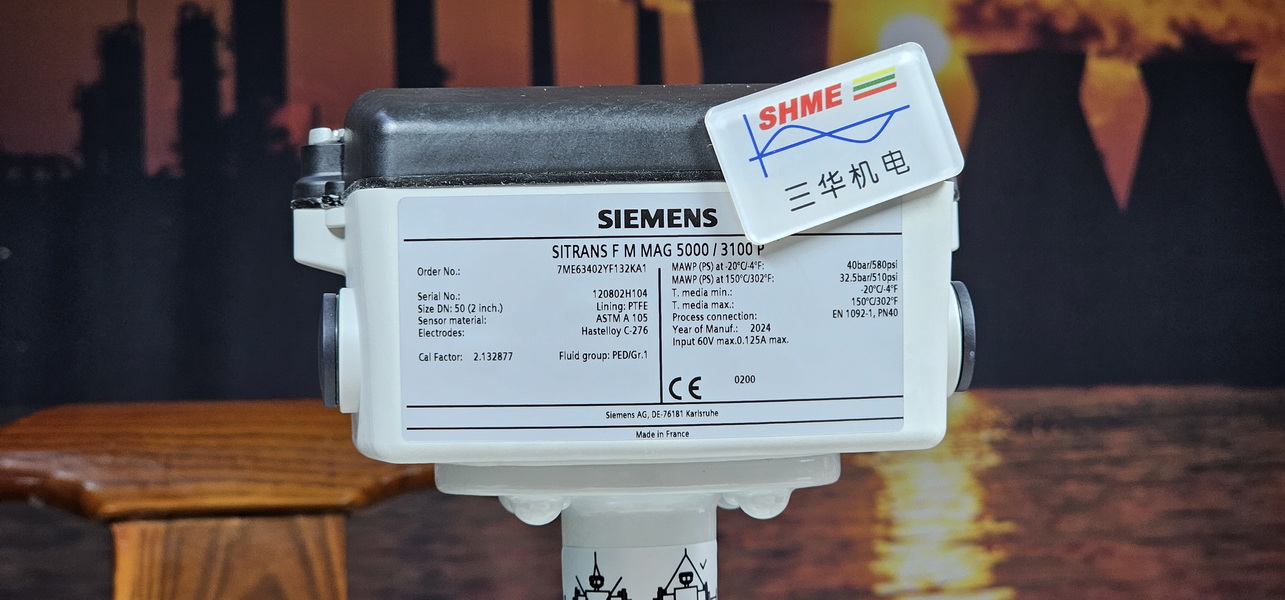 SHME
三华机电
SIEMENS
SITRANS F M MAG 5000 / 3100 P
Order No.: 7ME63402YF132KA1
Serial No.: 120802H104
Size DN: 50 (2 inch.) Lining: PTFE
Sensor material: ASTM A 105
Electrodes: Hastelloy C-276
Cal Factor: 2.132877 Fluid group: PED/Gr.1
MAWP (PS) at -20°C/-4°F: 40bar/580psi
MAWP (PS) at 150°C/302°F: 32.5bar/510psi
T. media min.: -20°C/-4°F
T. media max.: 150°C/302°F
Process connection: EN 1092-1, PN40
Year of Manuf.: 2024
Input 60V max.0.125A max.
CE 0200
Siemens AG, DE-76181 Karlsruhe
Made in France